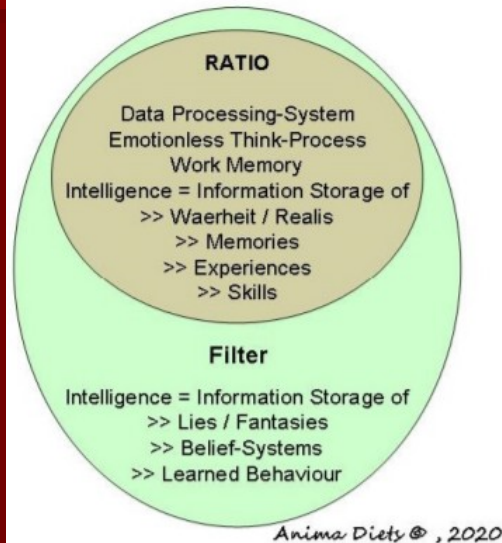 RATIO
Data Processing-System
Emotionless Think-Process
Work Memory
Intelligence = Information Storage of
>> Waerheit / Realis
>> Memories
>> Experiences
>> Skills
Filter
Intelligence = Information Storage of
>> Lies / Fantasies
>> Belief-Systems
>> Learned Behaviour
Anima Diets ® , 2020